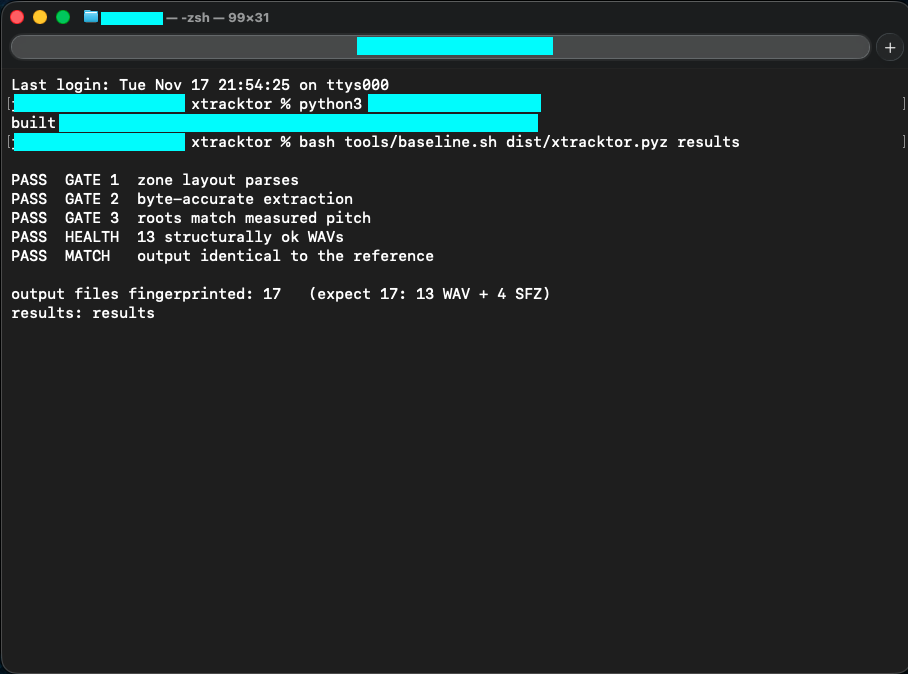 — -zsh — 99×31
+
Last login: Tue Nov 17 21:54:25 on ttys000
xtracktor % python3
built
xtracktor % bash tools/baseline.sh dist/xtracktor.pyz results
PASS  GATE 1  zone layout parses
PASS  GATE 2  byte-accurate extraction
PASS  GATE 3  roots match measured pitch
PASS  HEALTH  13 structurally ok WAVs
PASS  MATCH   output identical to the reference
output files fingerprinted: 17   (expect 17: 13 WAV + 4 SFZ)
results: results